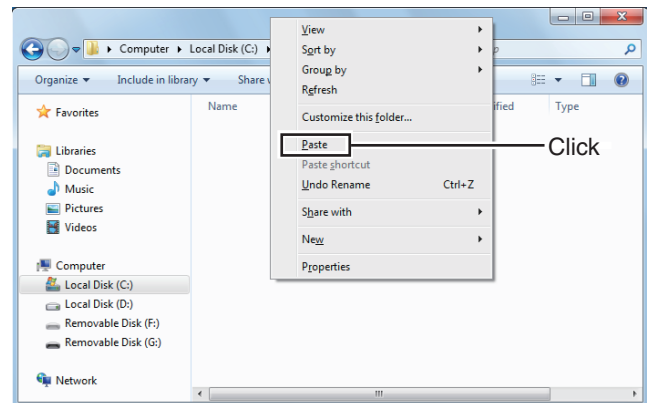 View
Computer Local Disk (C:)
Sort by
Group by
Refresh
Organize Include in library Share
Name
Type
Favorites
Customize this folder...
Libraries
Paste
Click
Documents
Paste shortcut
Music
Undo Rename Ctrl+Z
Pictures
Share with
Videos
New
Computer
Properties
Local Disk (C:)
Local Disk (D:)
Removable Disk (F:)
Removable Disk (G:)
Network